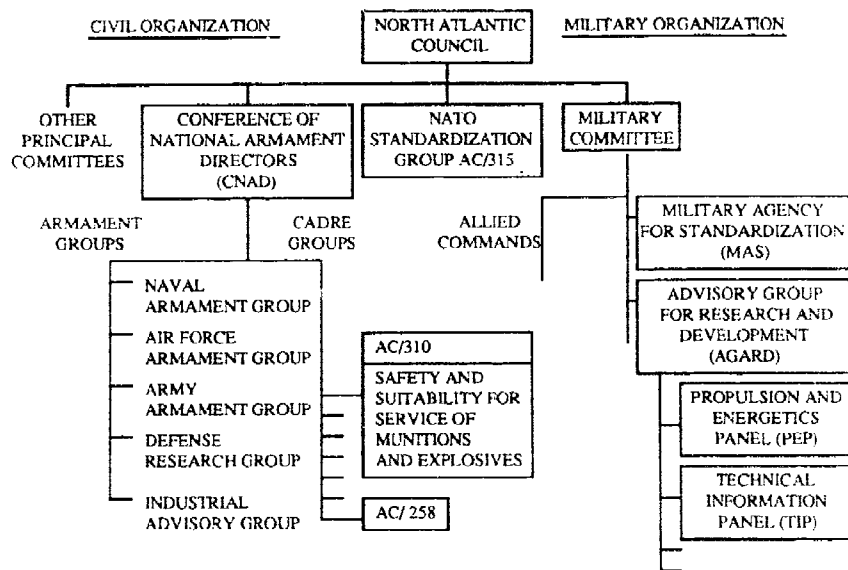 CIVIL ORGANIZATION
NORTH ATLANTIC
COUNCIL
MILITARY ORGANIZATION
OTHER
PRINCIPAL
COMMITTEES
CONFERENCE OF
NATIONAL ARMAMENT
DIRECTORS
(CNAD)
NATO
STANDARDIZATION
GROUP AC/315
MILITARY
COMMITTEE
ARMAMENT
GROUPS
CADRE
GROUPS
NAVAL
ARMAMENT GROUP
AIR FORCE
ARMAMENT GROUP
ARMY
ARMAMENT GROUP
DEFENSE
RESEARCH GROUP
INDUSTRIAL
ADVISORY GROUP
AC/310
SAFETY AND
SUITABILITY FOR
SERVICE OF
MUNITIONS
AND EXPLOSIVES
AC/ 258
ALLIED
COMMANDS
MILITARY AGENCY
FOR STANDARDIZATION
(MAS)
ADVISORY GROUP
FOR RESEARCH AND
DEVELOPMENT
(AGARD)
PROPULSION AND
ENERGETICS
PANEL (PEP)
TECHNICAL
INFORMATION
PANEL (TIP)